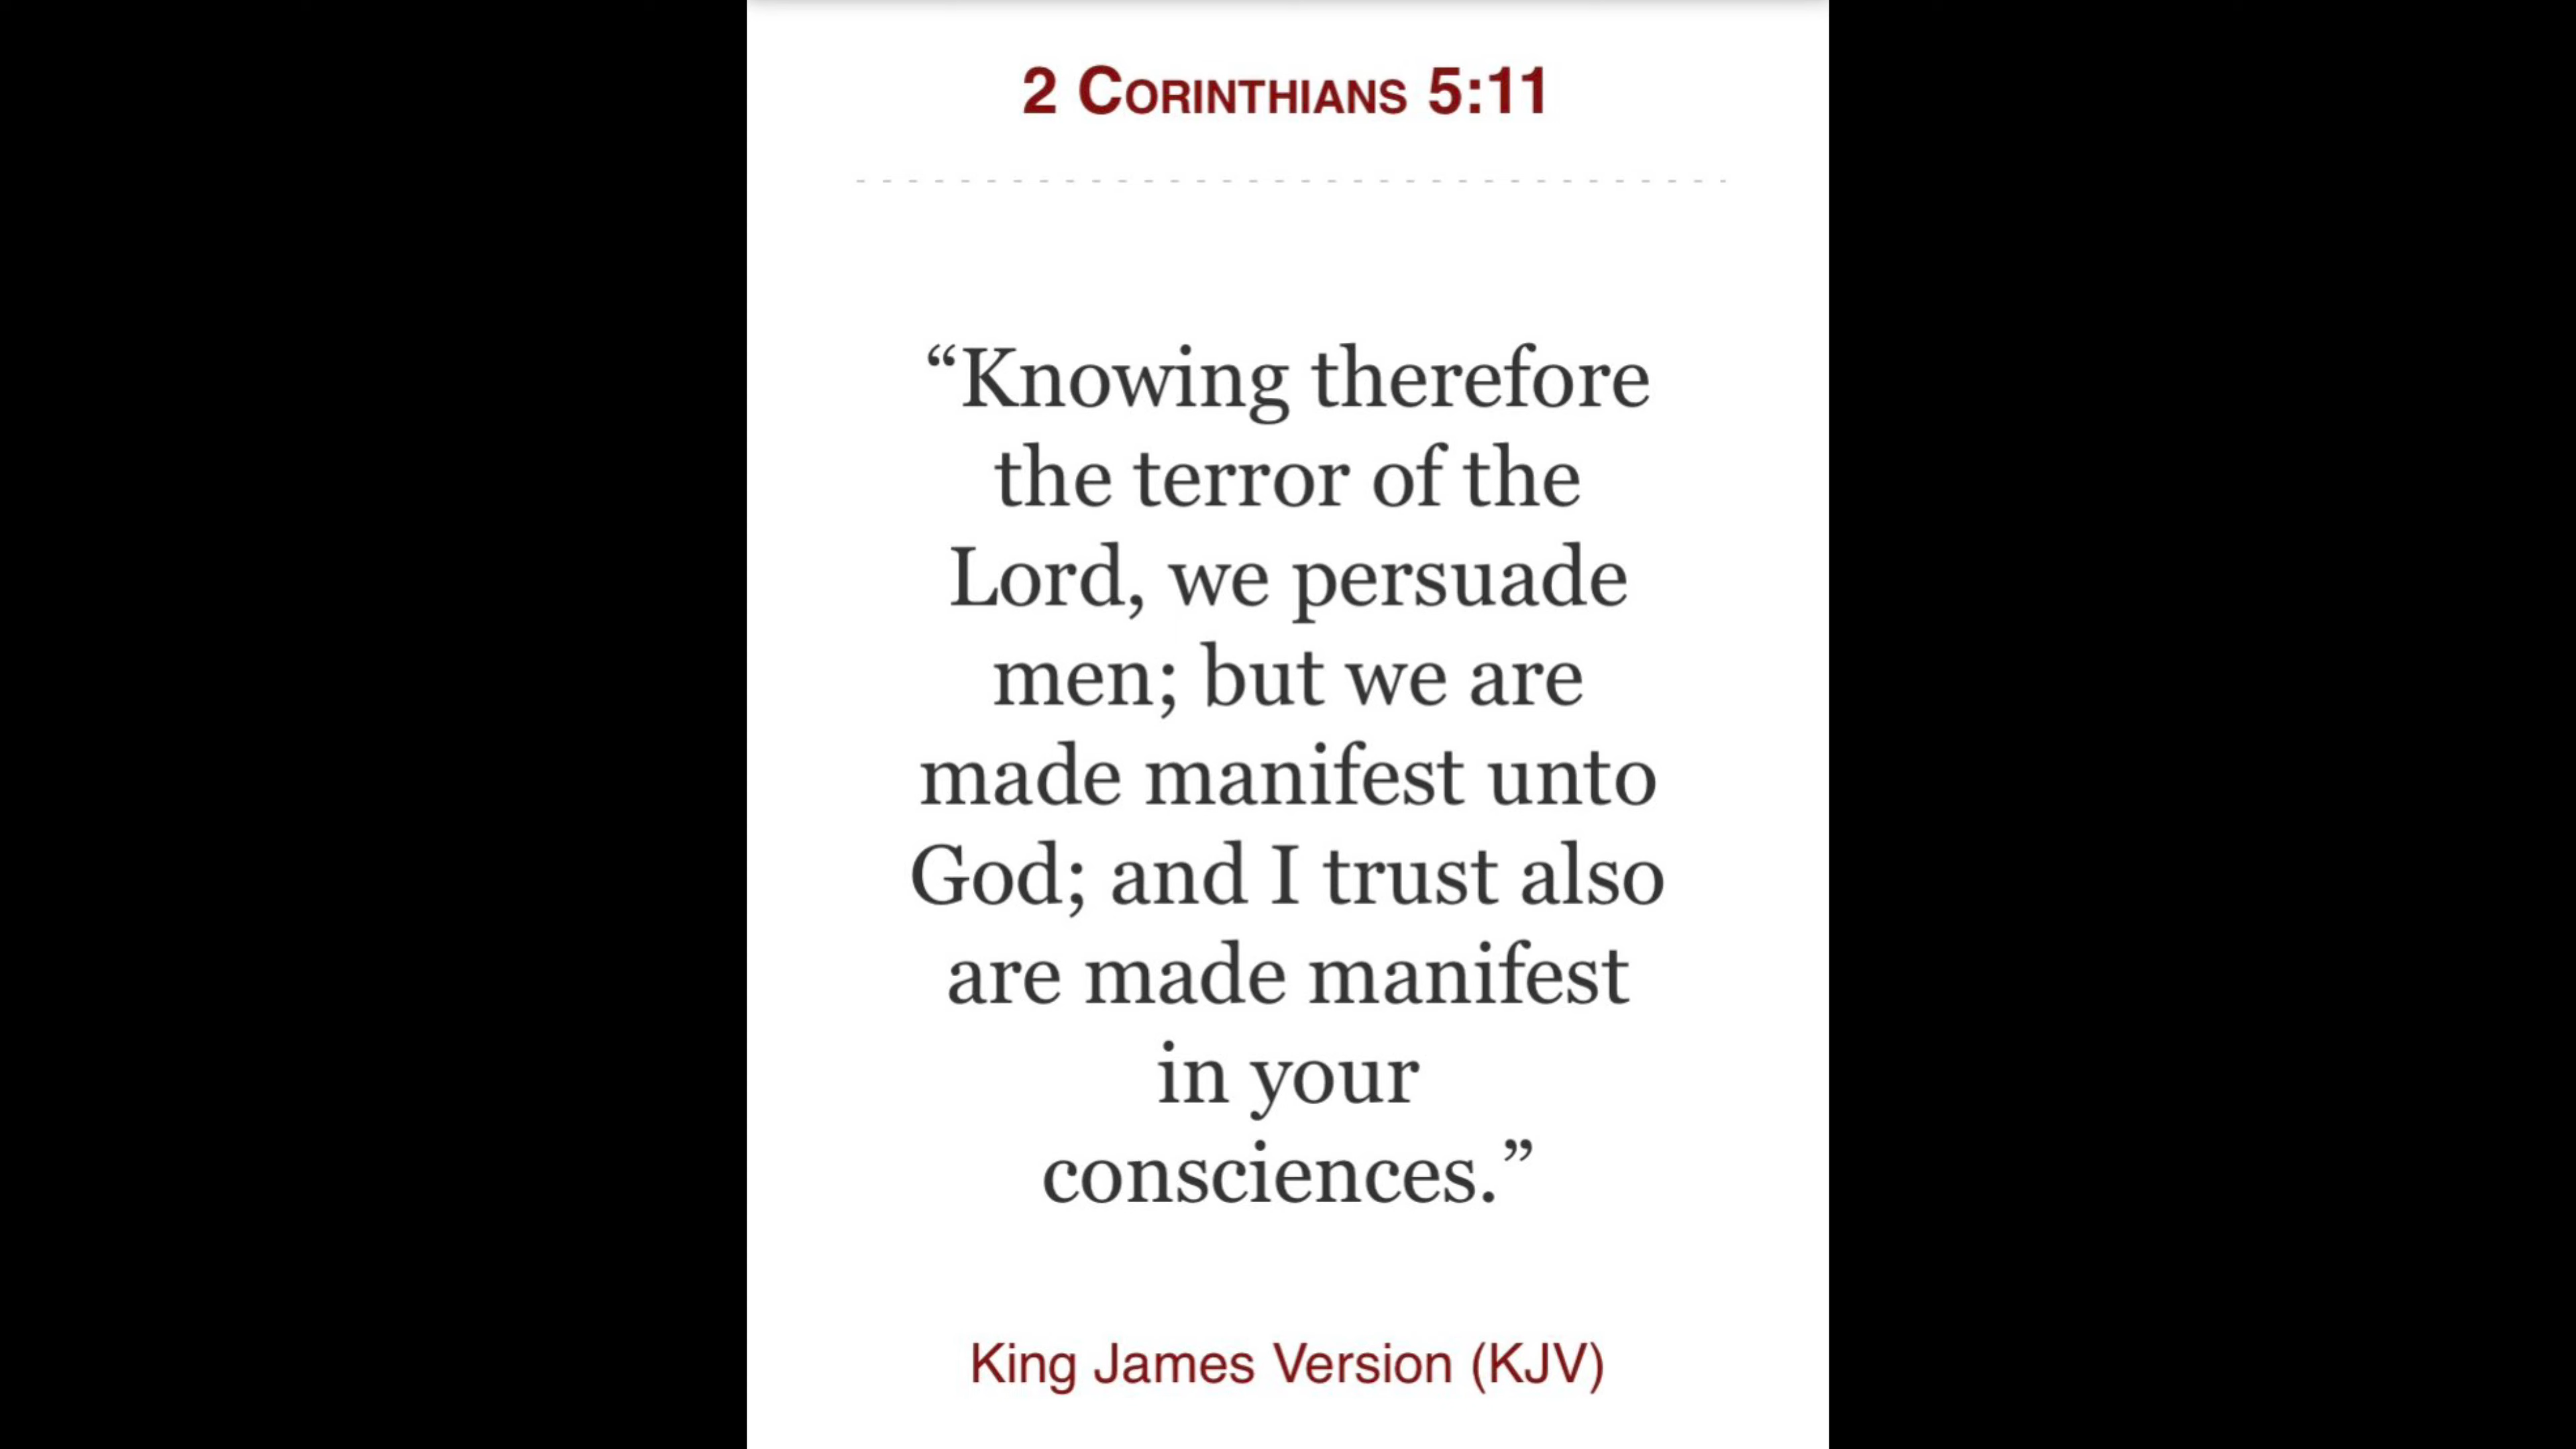 2 Corinthians 5:11
“Knowing therefore
the terror of the
Lord, we persuade
men; but we are
made manifest unto
God; and I trust also
are made manifest
in your
consciences.”
King James Version (KJV)